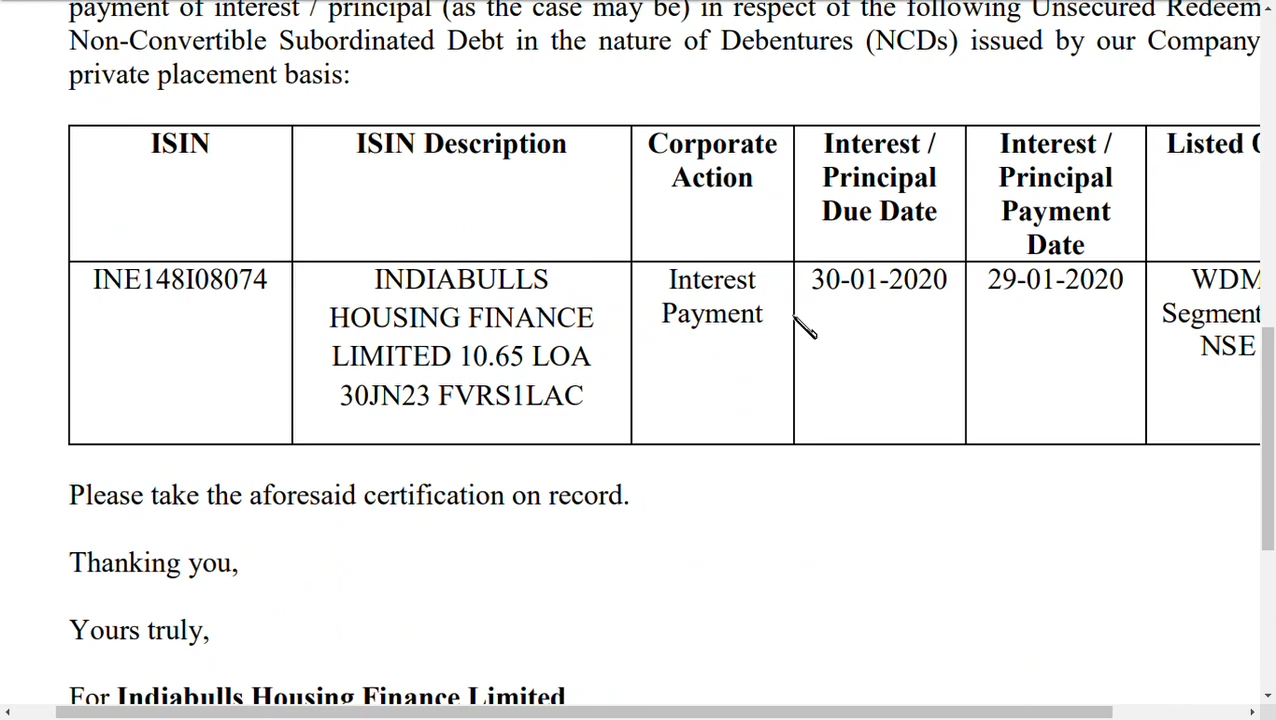 payment of interest / principal (as the case may be) in respect of the following Unsecured Redeem
Non-Convertible Subordinated Debt in the nature of Debentures (NCDs) issued by our Company
private placement basis:
ISIN
ISIN Description
Corporate
Action
Interest /
Principal
Due Date
Interest /
Principal
Payment
Date
Listed
INE148I08074
INDIABULLS
HOUSING FINANCE
LIMITED 10.65 LOA
30JN23 FVRS1LAC
Interest
Payment
30-01-2020
29-01-2020
WDM
Segment
NSE
Please take the aforesaid certification on record.
Thanking you,
Yours truly,
For Indiabulls Housing Finance Limited